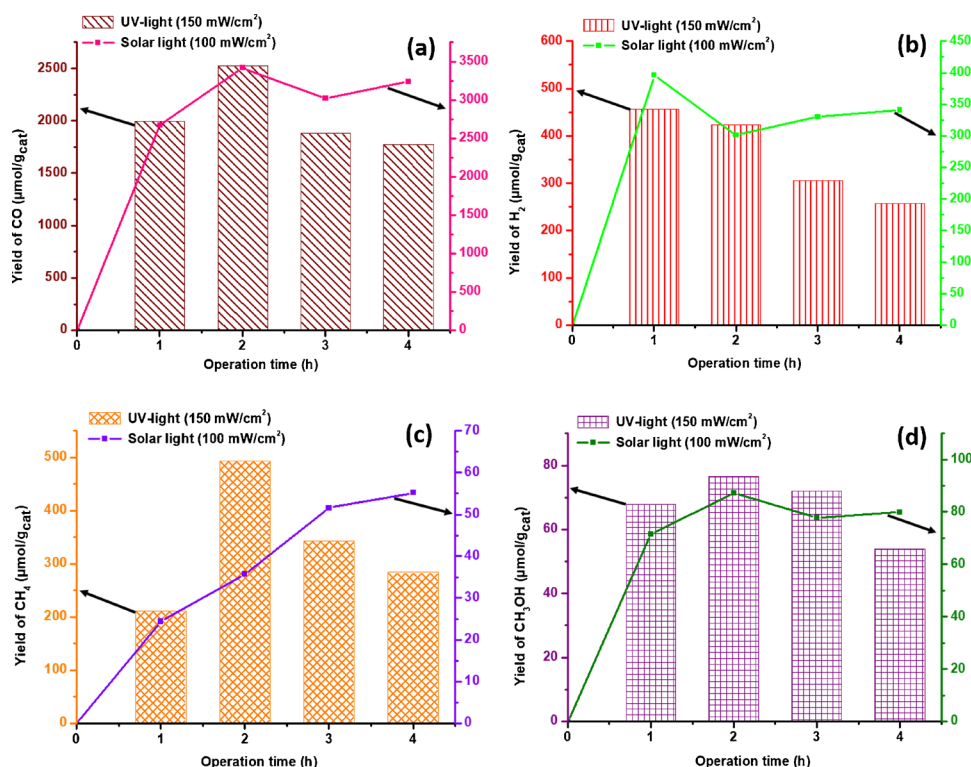 UV-light (150 mW/cm²)
Solar light (100 mW/cm²)
(a)
Yield of CO (µmol/gcat)
2500
2000
1500
1000
500
0
3500
3000
2500
2000
1500
1000
500
0
0 1 2 3 4
Operation time (h)
UV-light (150 mW/cm²)
Solar light (100 mW/cm²)
(b)
Yield of H₂ (µmol/gcat)
600
500
400
300
200
100
0
450
400
350
300
250
200
150
100
50
0
0 1 2 3 4
Operation time (h)
UV-light (150 mW/cm²)
Solar light (100 mW/cm²)
(c)
Yield of CH₄ (µmol/gcat)
500
400
300
200
100
0
70
65
60
55
50
45
40
35
30
25
20
15
10
5
0
0 1 2 3 4
Operation time (h)
UV-light (150 mW/cm²)
Solar light (100 mW/cm²)
(d)
Yield of CH₃OH (µmol/gcat)
80
60
40
20
0
100
80
60
40
20
0
0 1 2 3 4
Operation time (h)